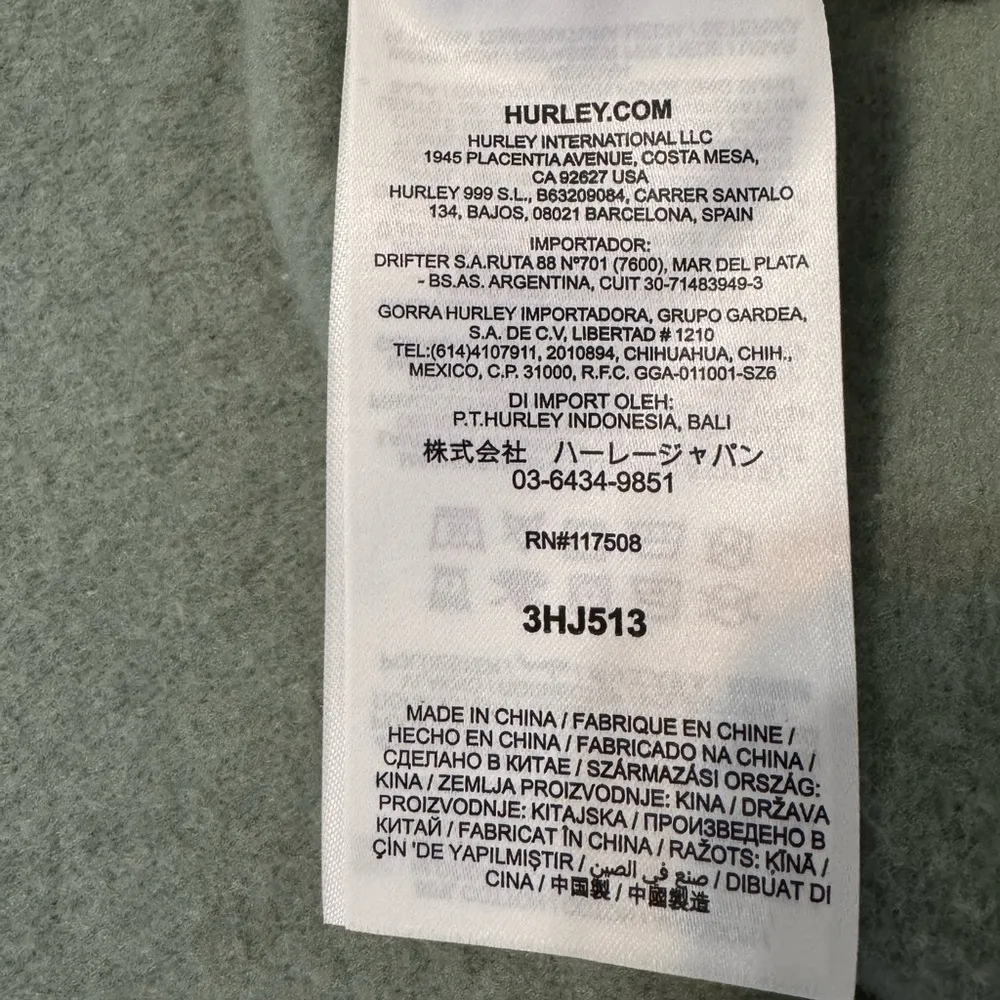 HURLEY.COM
HURLEY INTERNATIONAL LLC
1945 PLACENTIA AVENUE, COSTA MESA,
CA 92627 USA
HURLEY 999 S.L., B63209084, CARRER SANTALO
134, BAJOS, 08021 BARCELONA, SPAIN
IMPORTADOR:
DRIFTER S.A.RUTA 88 Nº701 (7600), MAR DEL PLATA
- BS.AS. ARGENTINA, CUIT 30-71483949-3
GORRA HURLEY IMPORTADORA, GRUPO GARDEA,
S.A. DE C.V, LIBERTAD # 1210
TEL:(614)4107911, 2010894, CHIHUAHUA, CHIH.,
MEXICO, C.P. 31000, R.F.C. GGA-011001-SZ6
DI IMPORT OLEH:
P.T.HURLEY INDONESIA, BALI
株式会社 ハーレージャパン
03-6434-9851
RN#117508
3HJ513
MADE IN CHINA / FABRIQUE EN CHINE /
HECHO EN CHINA / FABRICADO NA CHINA /
СДЕЛАНО В КИТАЕ / SZÁRMAZÁSI ORSZÁG:
KINA / ZEMLJA PROIZVODNJE: KINA / DRŽAVA
PROIZVODNJE: KITAJSKA / ПРОИЗВЕДЕНО В
КИТАЙ / FABRICAT ÎN CHINA / RAŽOTS: ĶĪNĀ /
ÇİN 'DE YAPILMIŞTIR / صنع في الصين / DIBUAT DI
CINA / 中国製 / 中國製造